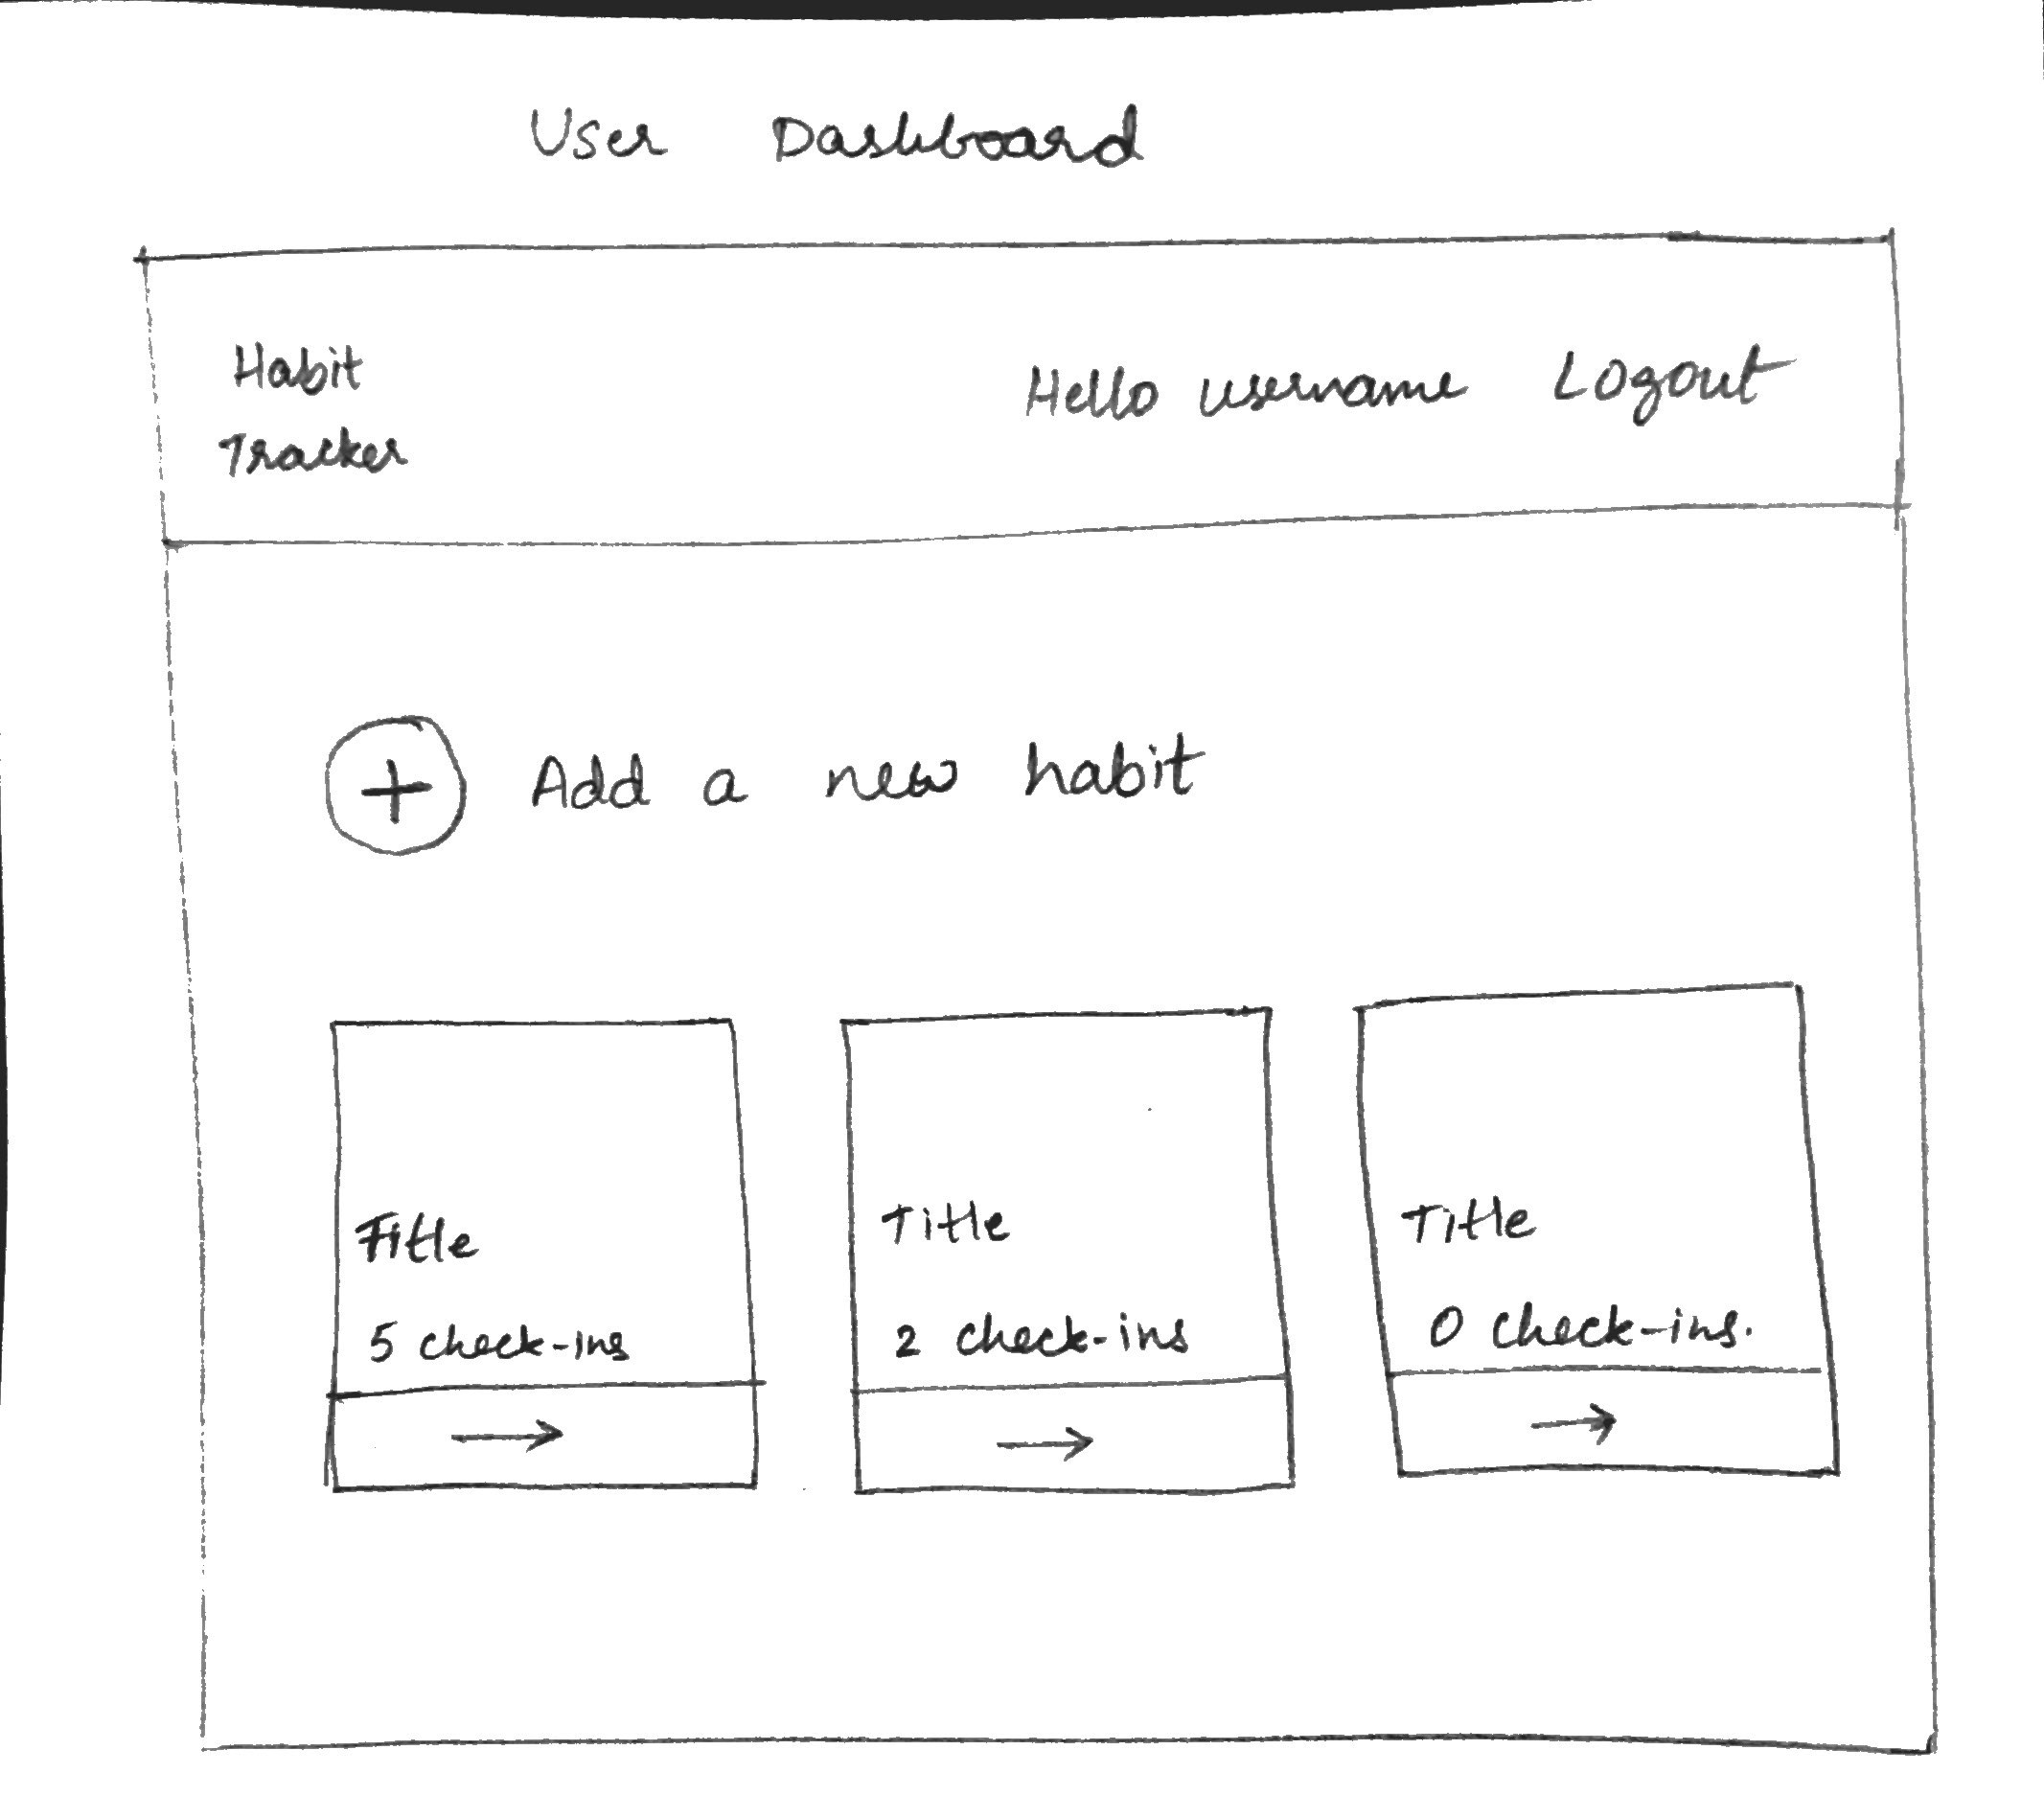 User Dashboard
Habit
Tracker
Hello username Logout
+ Add a new habit
Title
5 check-ins
→
Title
2 check-ins
→
Title
0 check-ins.
→